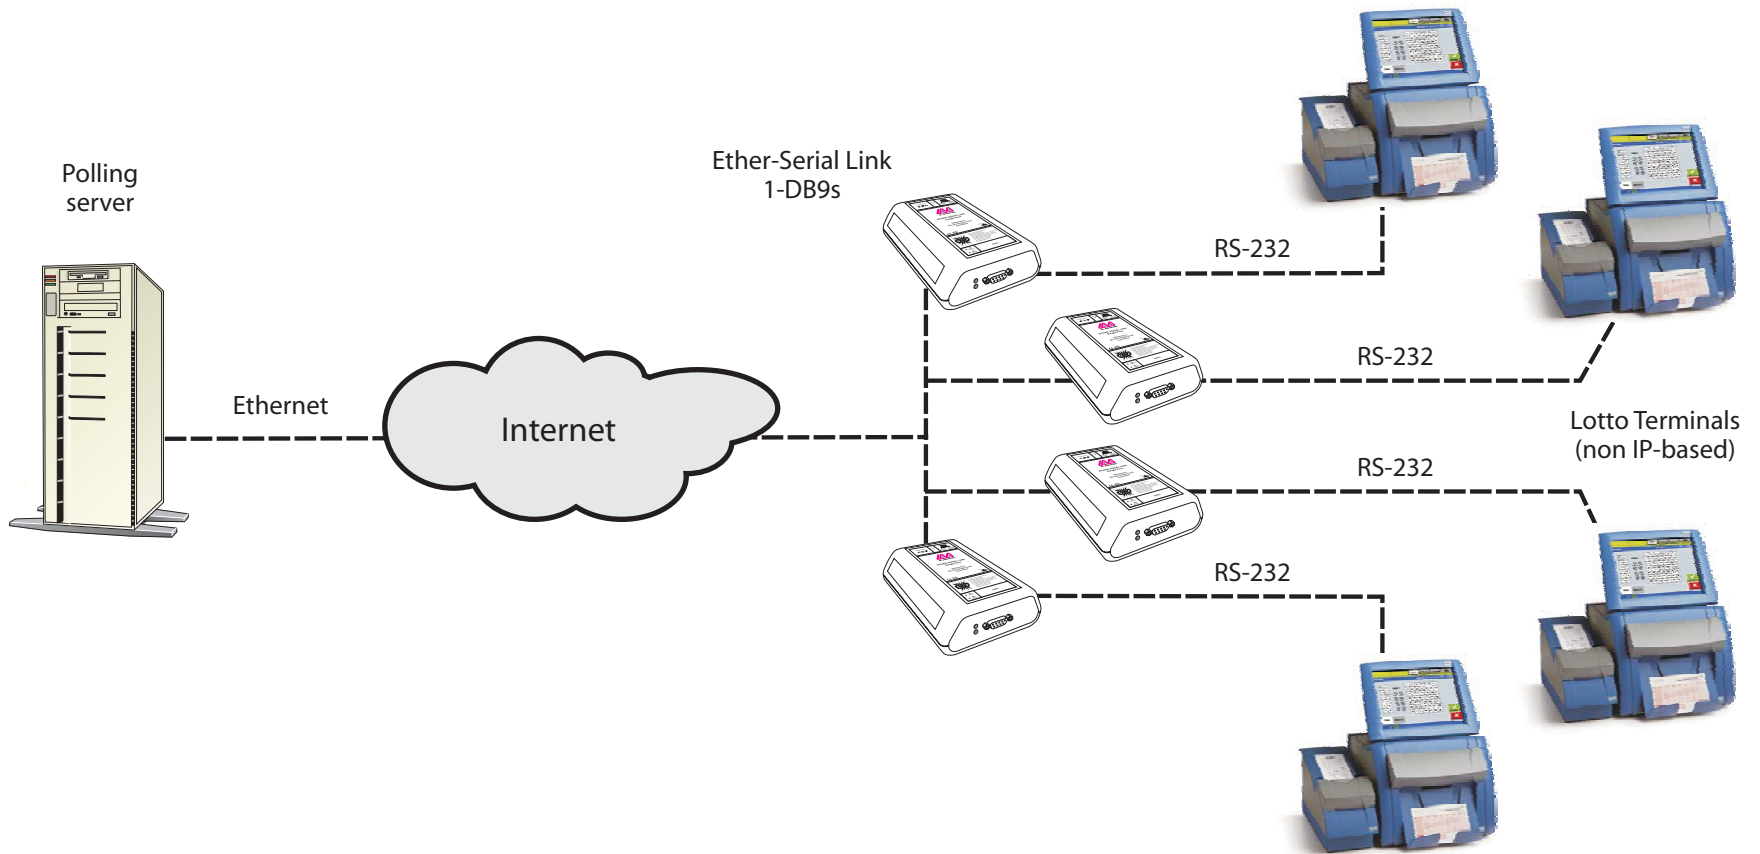 Polling
server
Ethernet
Internet
Ether-Serial Link
1-DB9s
RS-232
RS-232
RS-232
RS-232
Lotto Terminals
(non IP-based)